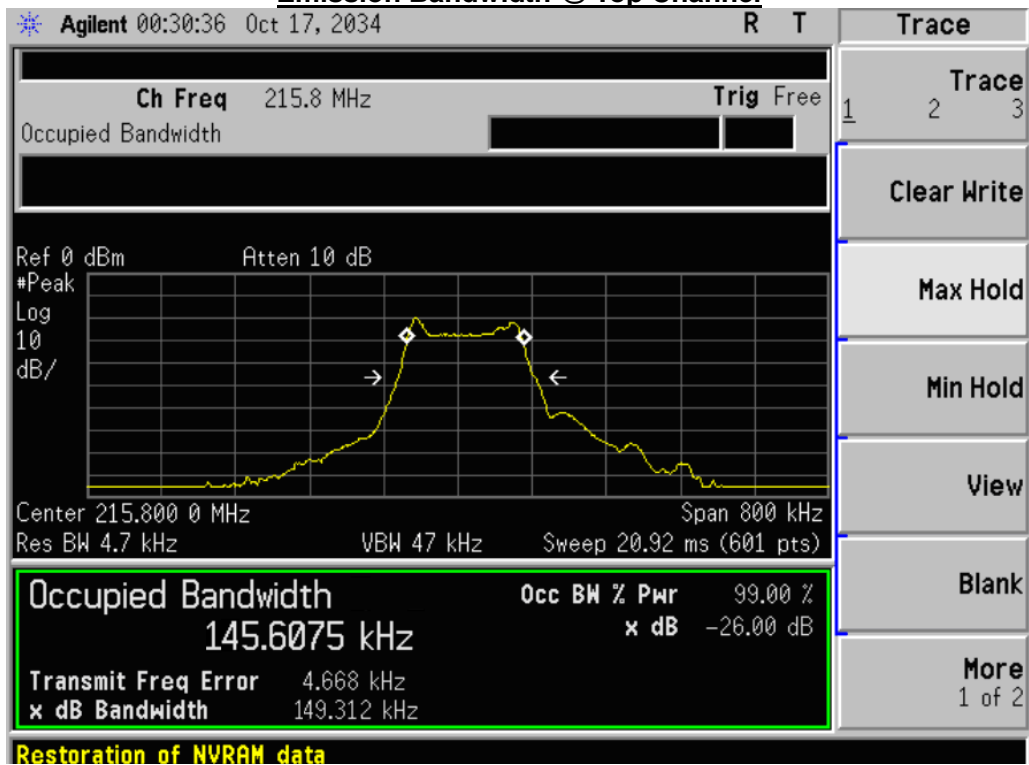 Emission Bandwidth @ Top Channel
Agilent 00:30:36 Oct 17, 2034 R T
Trace
Ch Freq 215.8 MHz Trig Free
Occupied Bandwidth
Trace
1 2 3
Clear Write
Max Hold
Min Hold
View
Blank
More
1 of 2
Ref 0 dBm Atten 10 dB
#Peak
Log
10
dB/
Center 215.800 0 MHz Span 800 kHz
Res BW 4.7 kHz VBW 47 kHz Sweep 20.92 ms (601 pts)
Occupied Bandwidth
145.6075 kHz
Occ BW % Pwr 99.00 %
x dB -26.00 dB
Transmit Freq Error 4.668 kHz
x dB Bandwidth 149.312 kHz
Restoration of NVRAM data